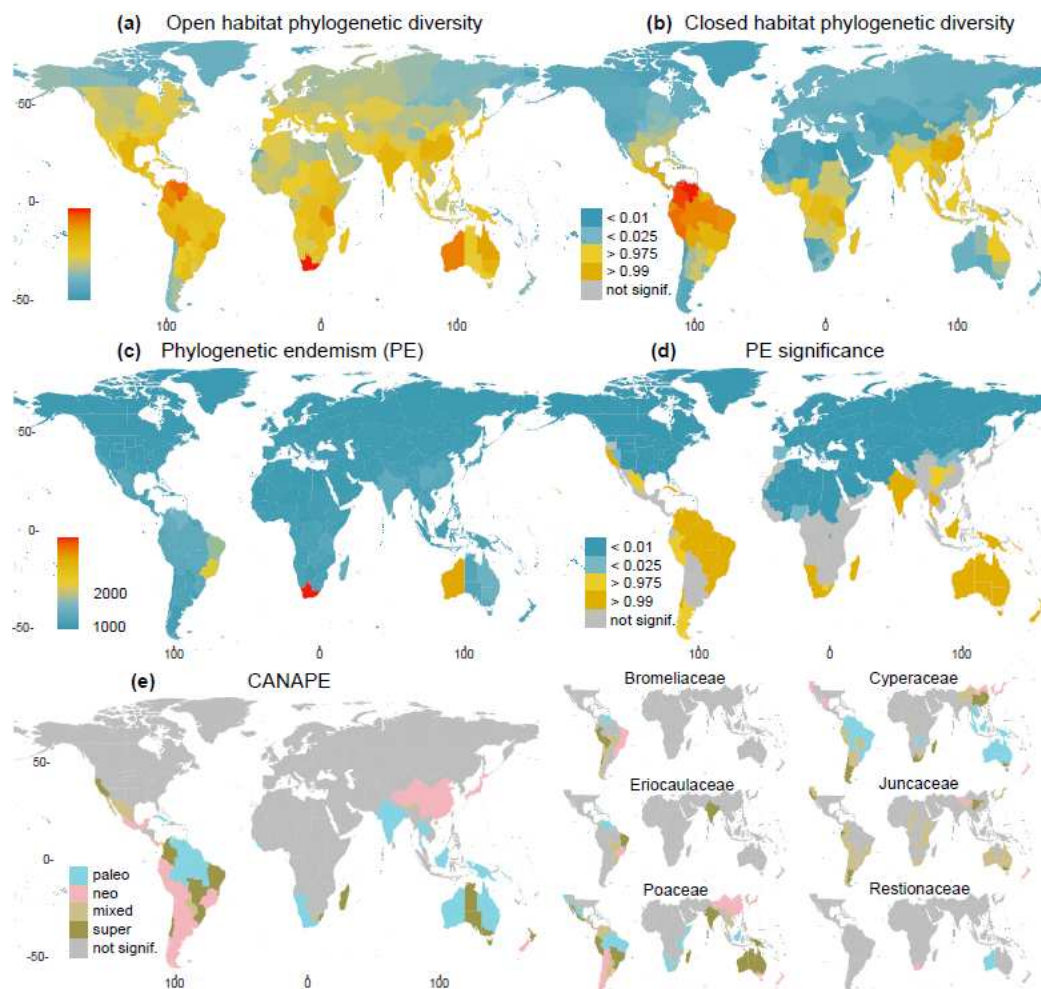 (a) Open habitat phylogenetic diversity
(b) Closed habitat phylogenetic diversity
50-
0-
-50-
100 0 100
< 0.01
< 0.025
> 0.975
> 0.99
not signif.
100 0 100
(c) Phylogenetic endemism (PE)
(d) PE significance
50-
0-
-50-
2000
1000
100 0 100
< 0.01
< 0.025
> 0.975
> 0.99
not signif.
100 0 100
(e) CANAPE
50-
0-
-50-
paleo
neo
mixed
super
not signif.
100 0 100
Bromeliaceae
Cyperaceae
Eriocaulaceae
Juncaceae
Poaceae
Restionaceae